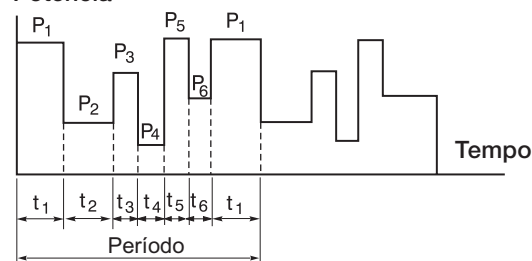 Potência
P1 P2 P3 P4 P5 P6 P1
Tempo
t1 t2 t3 t4 t5 t6 t1
Período